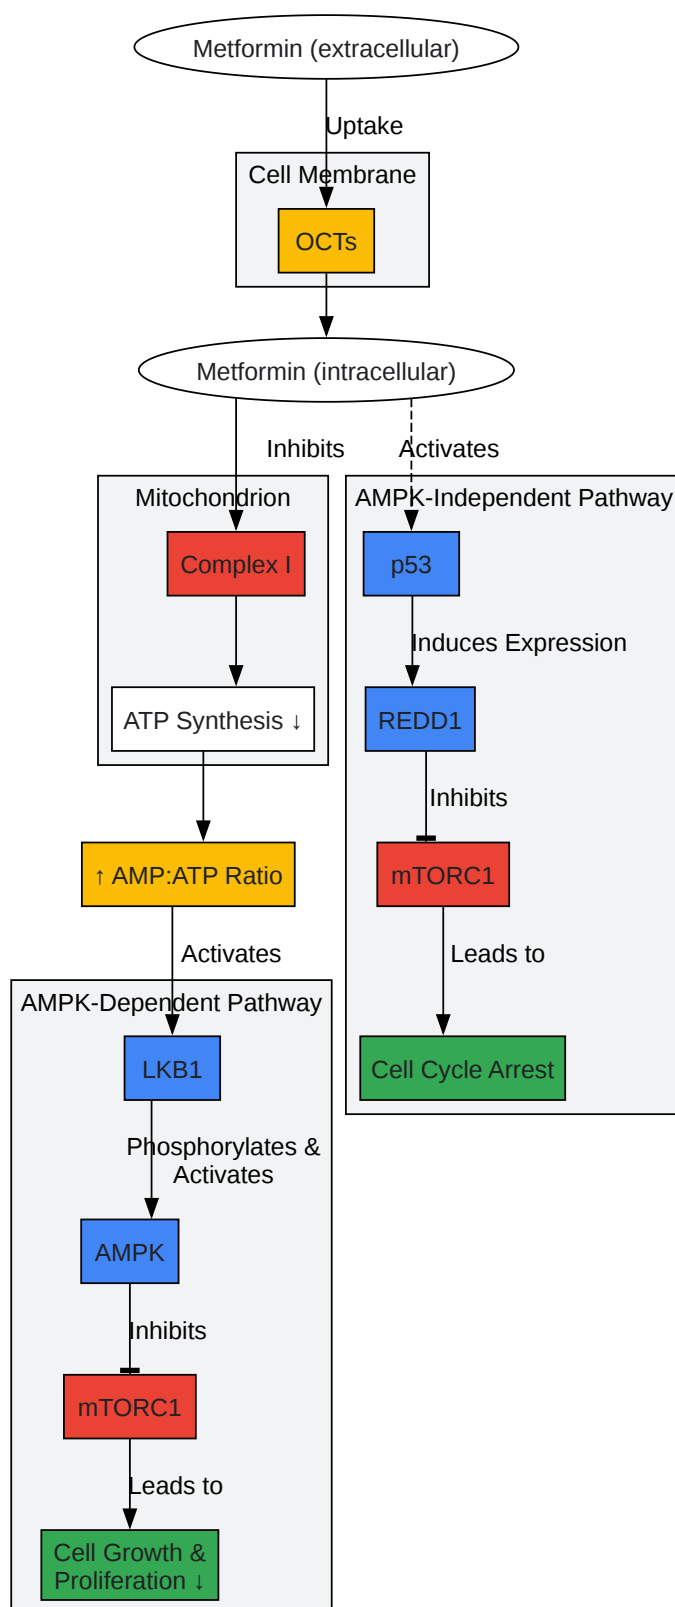 Metformin (extracellular)
Uptake
Cell Membrane
OCTs
Metformin (intracellular)
Inhibits
Activates
Mitochondrion
AMPK-Independent Pathway
Complex I
p53
Induces Expression
ATP Synthesis ↓
REDD1
Inhibits
↑ AMP:ATP Ratio
mTORC1
Activates
Leads to
AMPK-Dependent Pathway
LKB1
Cell Cycle Arrest
Phosphorylates &
Activates
AMPK
Inhibits
mTORC1
Leads to
Cell Growth &
Proliferation ↓